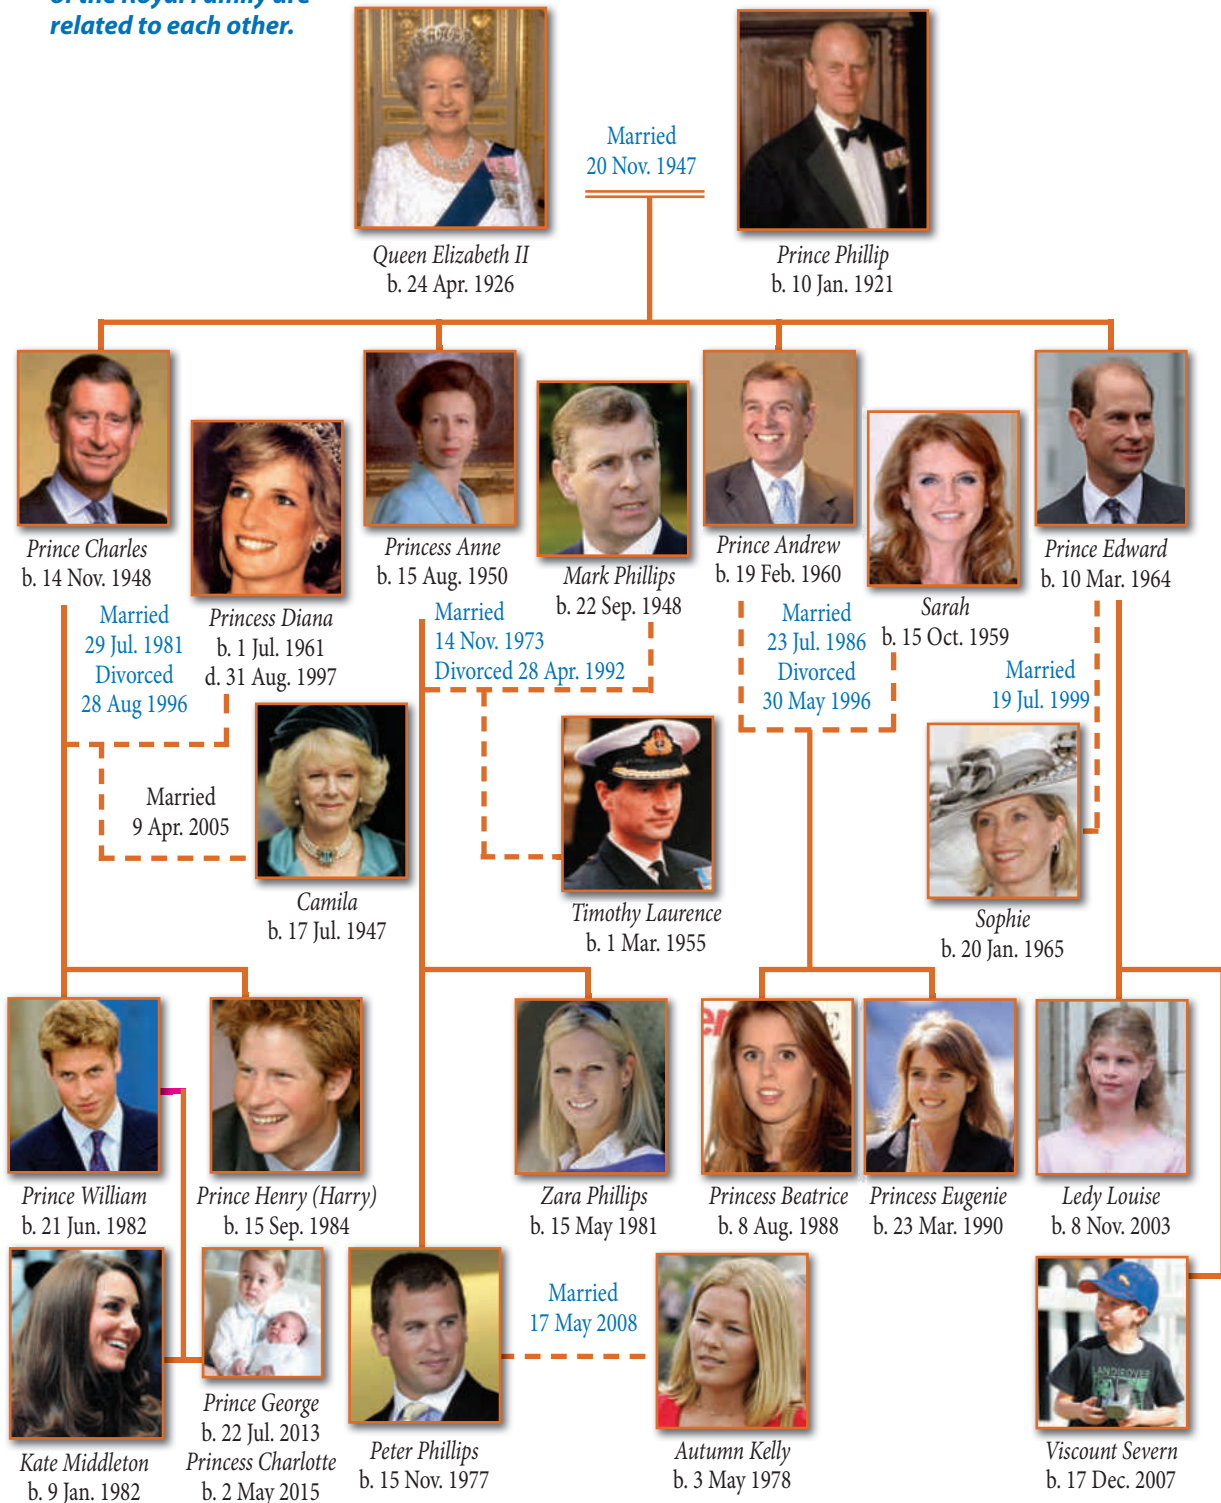 of the Royal Family are
related to each other.
Married
20 Nov. 1947
Queen Elizabeth II
b. 24 Apr. 1926
Prince Phillip
b. 10 Jan. 1921
Prince Charles
b. 14 Nov. 1948
Princess Diana
b. 1 Jul. 1961
d. 31 Aug. 1997
Married
29 Jul. 1981
Divorced
28 Aug 1996
Princess Anne
b. 15 Aug. 1950
Mark Phillips
b. 22 Sep. 1948
Married
14 Nov. 1973
Divorced 28 Apr. 1992
Prince Andrew
b. 19 Feb. 1960
Sarah
b. 15 Oct. 1959
Married
23 Jul. 1986
Divorced
30 May 1996
Prince Edward
b. 10 Mar. 1964
Married
19 Jul. 1999
Married
9 Apr. 2005
Camila
b. 17 Jul. 1947
Timothy Laurence
b. 1 Mar. 1955
Sophie
b. 20 Jan. 1965
Prince William
b. 21 Jun. 1982
Prince Henry (Harry)
b. 15 Sep. 1984
Zara Phillips
b. 15 May 1981
Princess Beatrice
b. 8 Aug. 1988
Princess Eugenie
b. 23 Mar. 1990
Ledy Louise
b. 8 Nov. 2003
Kate Middleton
b. 9 Jan. 1982
Prince George
b. 22 Jul. 2013
Princess Charlotte
b. 2 May 2015
Peter Phillips
b. 15 Nov. 1977
Married
17 May 2008
Autumn Kelly
b. 3 May 1978
LANDROVER
Viscount Severn
b. 17 Dec. 2007